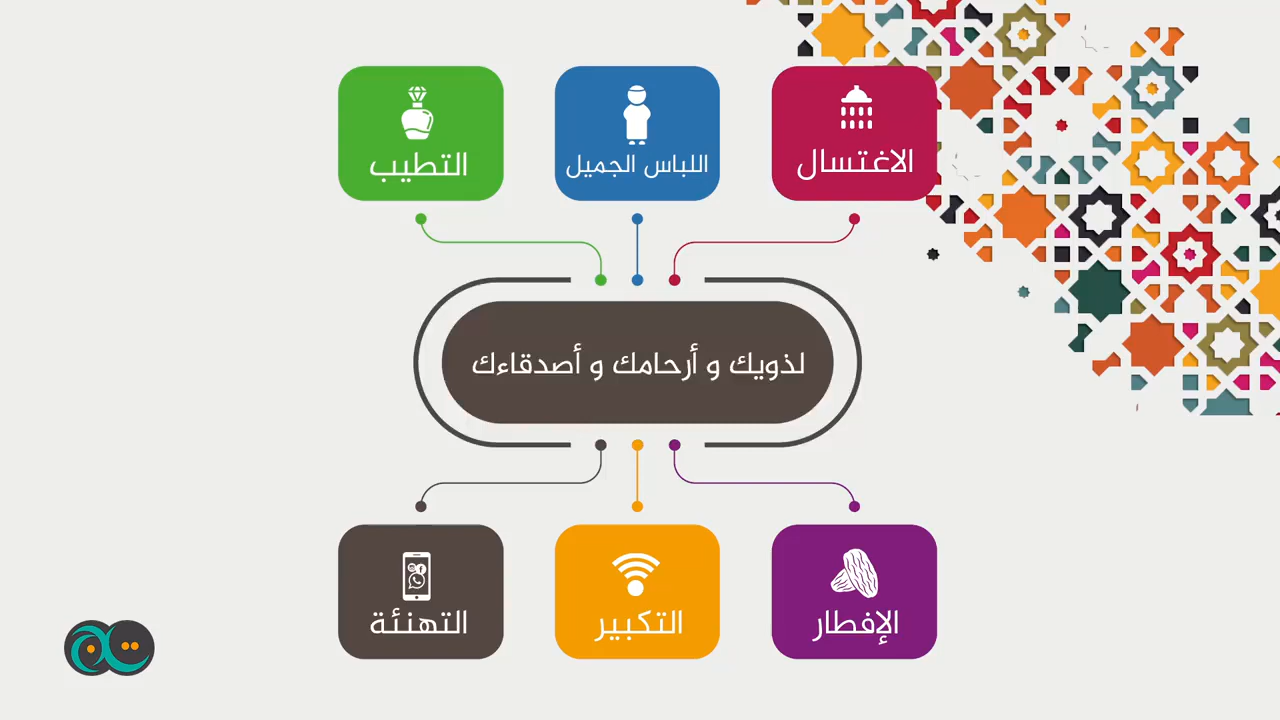 الاغتسال
اللباس الجميل
التطيب
لذويك و أرحامك و أصدقاءك
الإفطار
التكبير
التهنئة